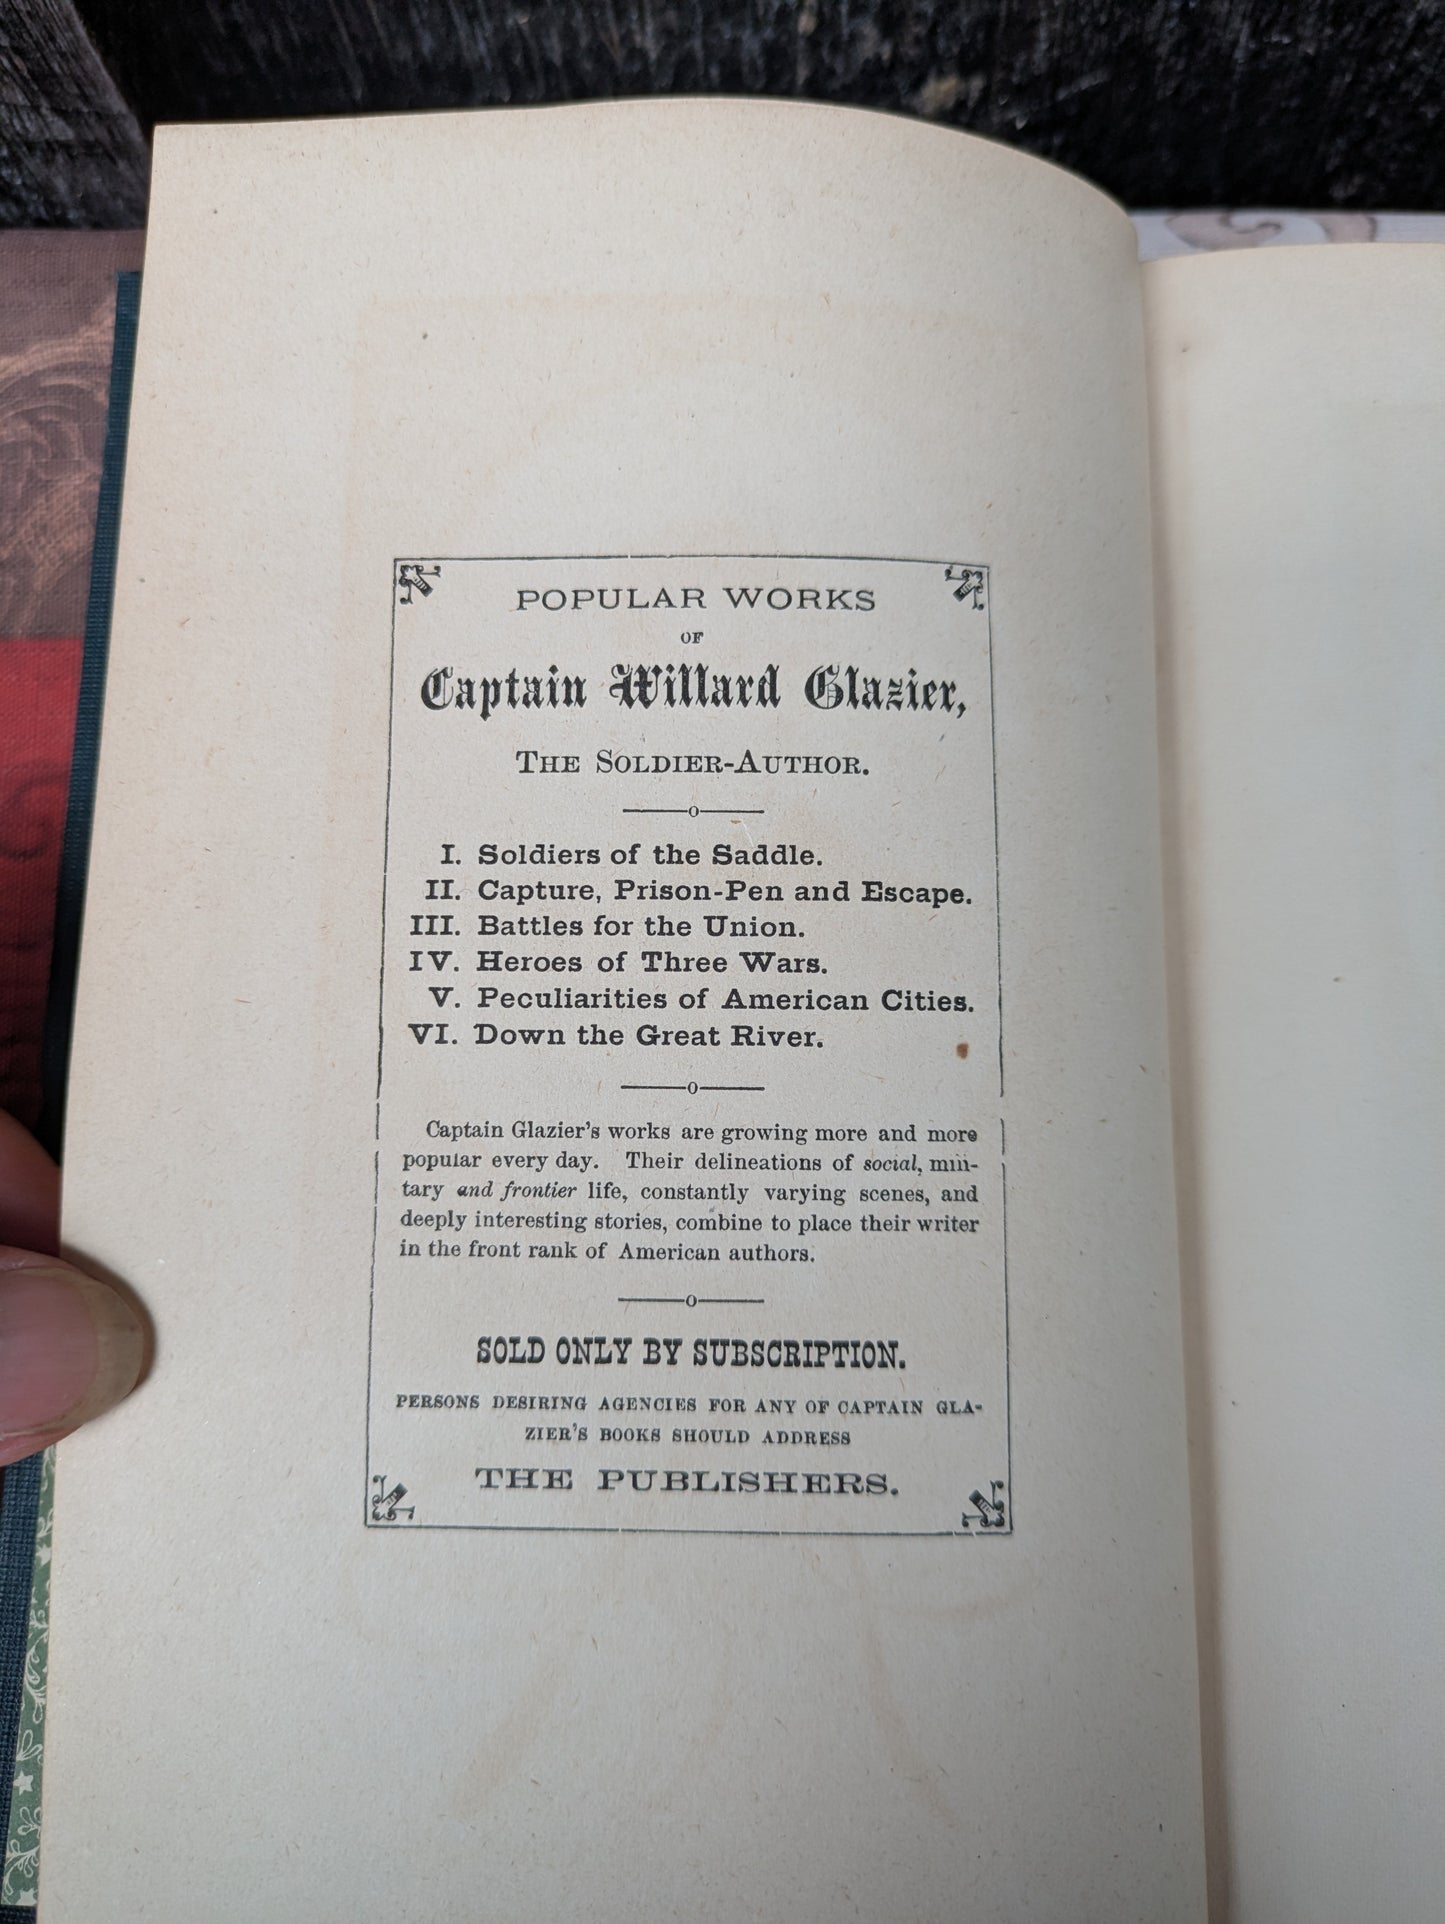 POPULAR WORKS
OF
Captain Willard Glazier,
THE SOLDIER-AUTHOR.
I. Soldiers of the Saddle.
II. Capture, Prison-Pen and Escape.
III. Battles for the Union.
IV. Heroes of Three Wars.
V. Peculiarities of American Cities.
VI. Down the Great River.
Captain Glazier's works are growing more and more
popular every day. Their delineations of social, mili-
tary and frontier life, constantly varying scenes, and
deeply interesting stories, combine to place their writer
in the front rank of American authors.
SOLD ONLY BY SUBSCRIPTION.
PERSONS DESIRING AGENCIES FOR ANY OF CAPTAIN GLA-
ZIER'S BOOKS SHOULD ADDRESS
THE PUBLISHERS.